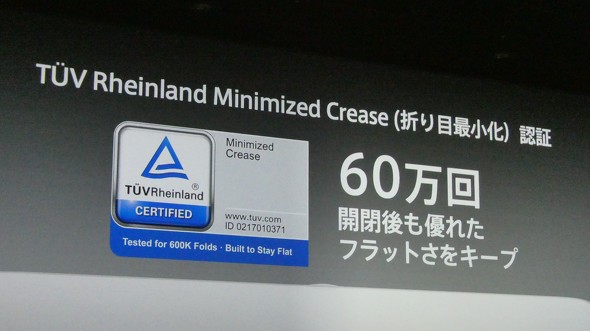 TÜV Rheinland Minimized Crease (折り目最小化) 認証
Minimized
Crease
TÜVRheinland®
CERTIFIED
www.tuv.com
ID 0217010371
Tested for 600K Folds · Built to Stay Flat
60万回
開閉後も優れた
フラットさをキープ